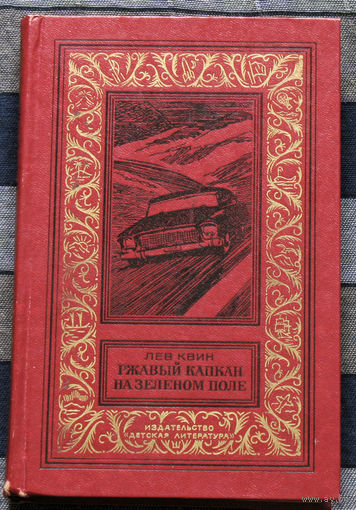 ЛЕВ КВИН
РЖАВЫЙ КАПКАН
НА ЗЕЛЕНОМ ПОЛЕ
ИЗДАТЕЛЬСТВО
«ДЕТСКАЯ ЛИТЕРАТУРА»